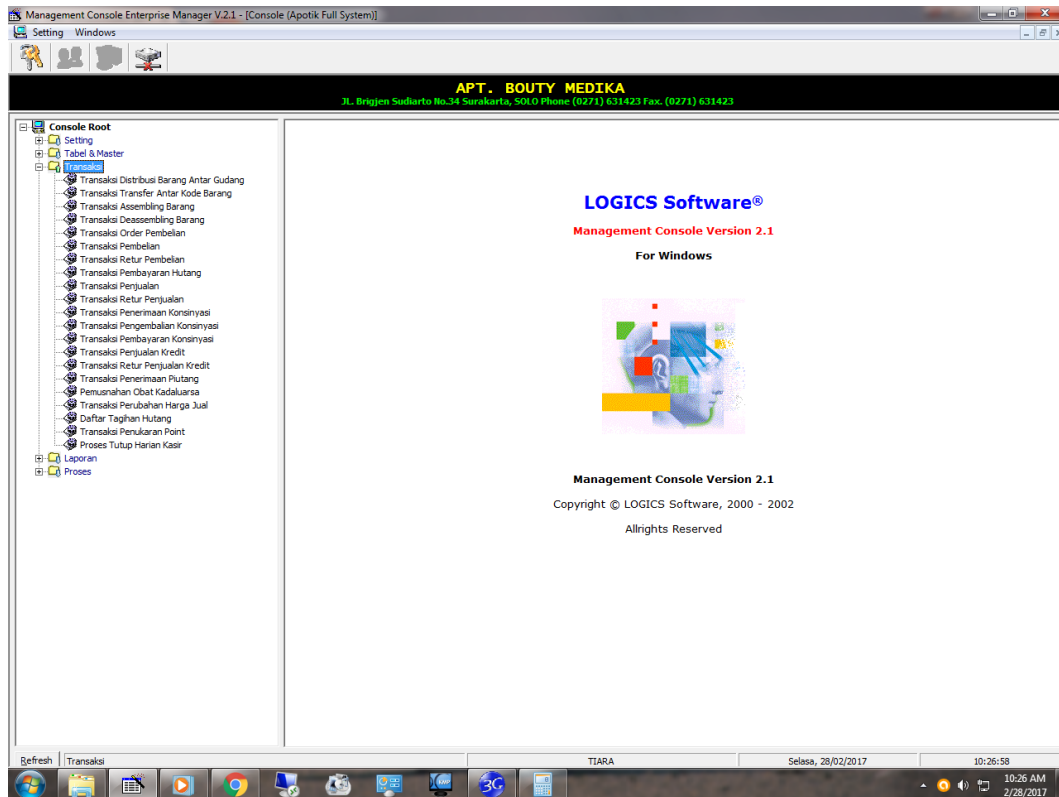 Management Console Enterprise Manager V.2.1 - [Console (Apotik Full System)]
Setting Windows
APT. BOUTY MEDIKA
JL. Brigjen Sudiarto No.34 Surakarta, SOLO Phone (0271) 631423 Fax. (0271) 631423
Console Root
Setting
Tabel & Master
Transaksi
Transaksi Distribusi Barang Antar Gudang
Transaksi Transfer Antar Kode Barang
Transaksi Assembling Barang
Transaksi Deassembling Barang
Transaksi Order Pembelian
Transaksi Pembelian
Transaksi Retur Pembelian
Transaksi Pembayaran Hutang
Transaksi Penjualan
Transaksi Retur Penjualan
Transaksi Penerimaan Konsinyasi
Transaksi Pengembalian Konsinyasi
Transaksi Pembayaran Konsinyasi
Transaksi Penjualan Kredit
Transaksi Retur Penjualan Kredit
Transaksi Penerimaan Piutang
Pemusnahan Obat Kadaluarsa
Transaksi Perubahan Harga Jual
Daftar Tagihan Hutang
Transaksi Penukaran Point
Proses Tutup Harian Kasir
Laporan
Proses
LOGICS Software®
Management Console Version 2.1
For Windows
Management Console Version 2.1
Copyright © LOGICS Software, 2000 - 2002
Allrights Reserved
Refresh Transaksi TIARA Selasa, 28/02/2017 10:26:58
3G
10:26 AM
2/28/2017